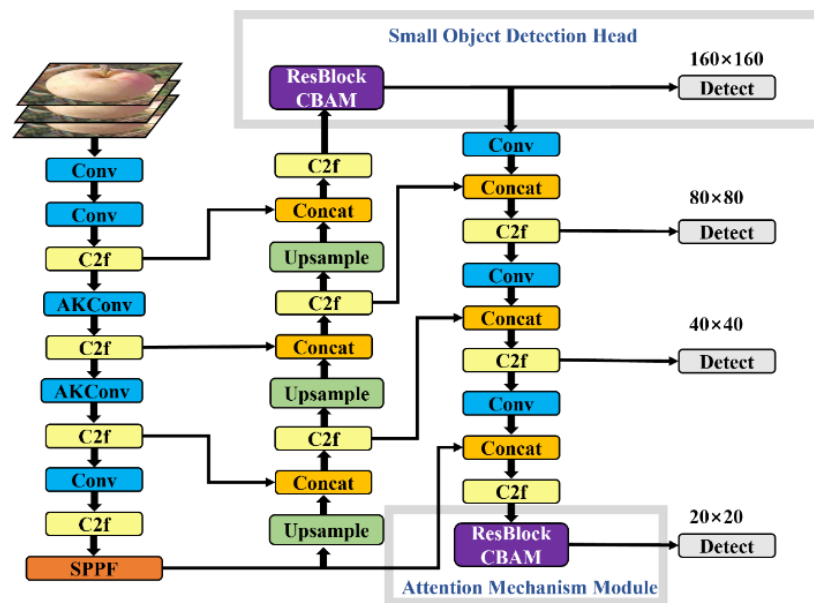 Small Object Detection Head
ResBlock
CBAM
160×160
Detect
Conv
Conv
C2f
AKConv
C2f
AKConv
C2f
Conv
C2f
SPPF
C2f
Concat
Upsample
C2f
Concat
Upsample
C2f
Concat
Upsample
Conv
Concat
C2f
Conv
Concat
C2f
Conv
Concat
C2f
ResBlock
CBAM
Attention Mechanism Module
80×80
Detect
40×40
Detect
20×20
Detect